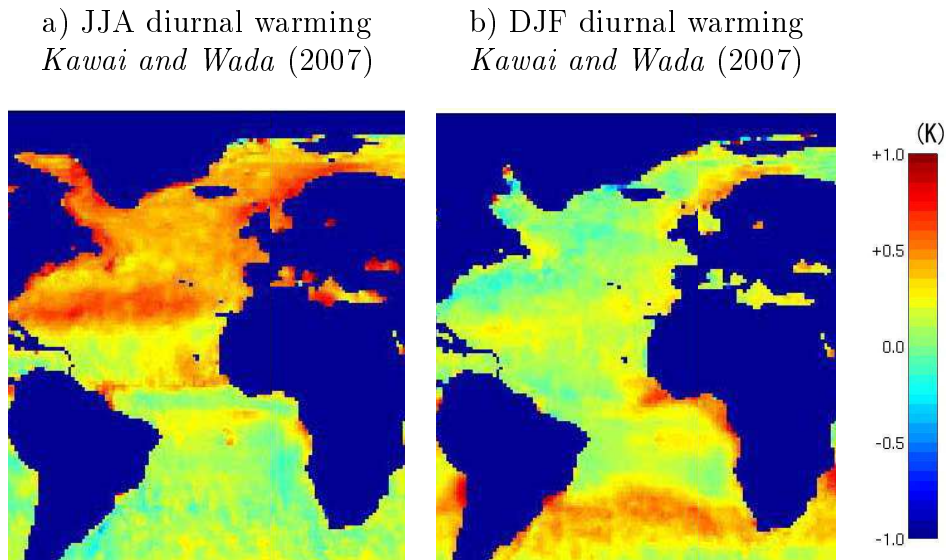 a) JJA diurnal warming
Kawai and Wada (2007)
b) DJF diurnal warming
Kawai and Wada (2007)
(K)
+1.0
+0.5
0.0
-0.5
-1.0